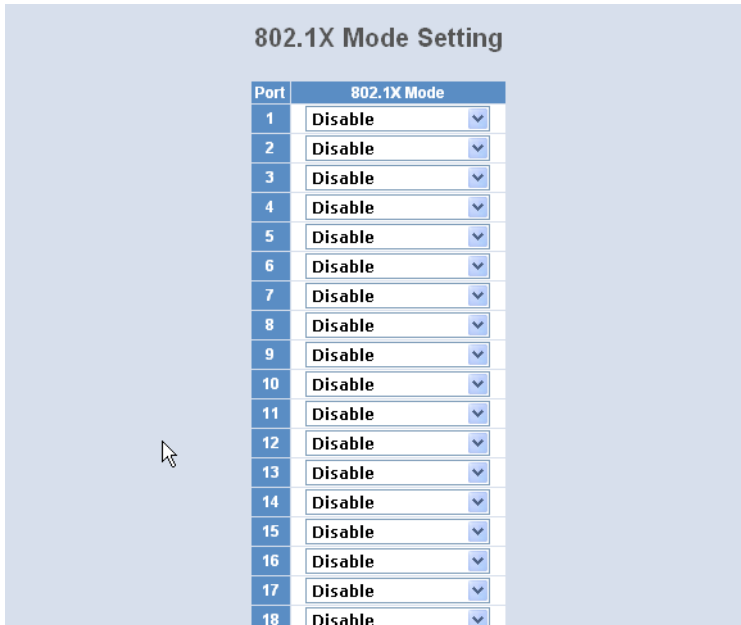 802.1X Mode Setting
Port 802.1X Mode
1 Disable
2 Disable
3 Disable
4 Disable
5 Disable
6 Disable
7 Disable
8 Disable
9 Disable
10 Disable
11 Disable
12 Disable
13 Disable
14 Disable
15 Disable
16 Disable
17 Disable
18 Disable